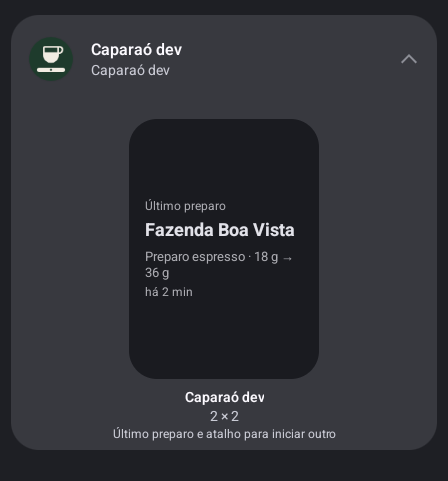 Caparaó dev
Caparaó dev
Último preparo
Fazenda Boa Vista
Preparo espresso · 18 g →
36 g
há 2 min
Caparaó dev
2 × 2
Último preparo e atalho para iniciar outro